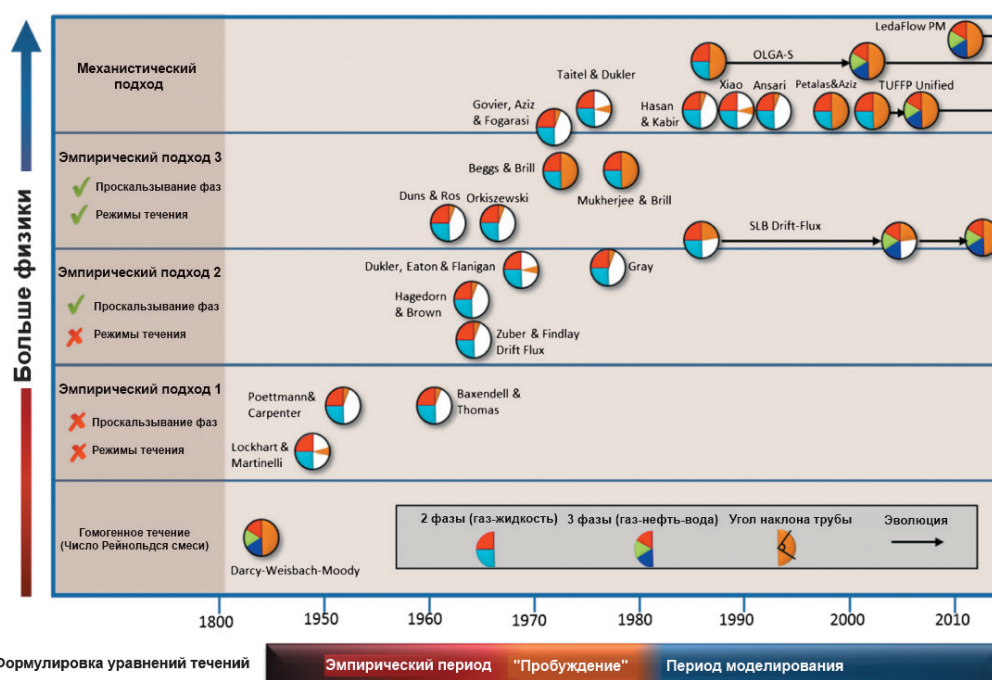 Больше физики
Механистический
подход
LedaFlow PM
OLGA-S
Taitel & Dukler
Govier, Aziz
& Fogarasi
Hasan
& Kabir
Xiao
Ansari
Petalas&Aziz
TUFFP Unified
Эмпирический подход 3
Проскальзывание фаз
Режимы течения
Beggs & Brill
Mukherjee & Brill
Duns & Ros
Orkiszewski
SLB Drift-Flux
Эмпирический подход 2
Проскальзывание фаз
Режимы течения
Dukler, Eaton & Flanigan
Gray
Hagedorn
& Brown
Zuber & Findlay
Drift Flux
Эмпирический подход 1
Проскальзывание фаз
Режимы течения
Poettmann&
Carpenter
Baxendell &
Thomas
Lockhart &
Martinelli
Гомогенное течение
(Число Рейнольдся смеси)
Darcy-Weisbach-Moody
2 фазы (газ-жидкость)
3 фазы (газ-нефть-вода)
Угол наклона трубы
Эволюция
1800 1950 1960 1970 1980 1990 2000 2010
Формулировка уравнений течений
Эмпирический период
"Пробуждение"
Период моделирования